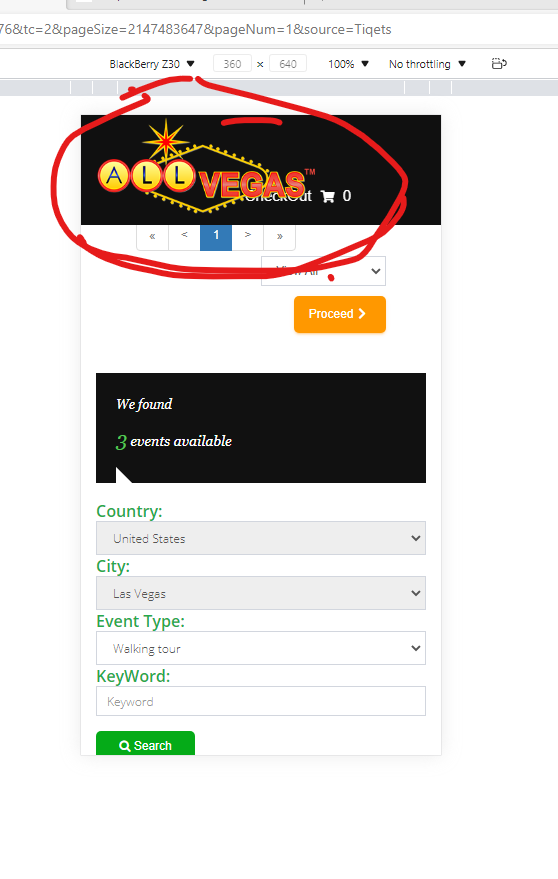 76&tc=2&pageSize=2147483647&pageNum=1&source=Tiqets
BlackBerry Z30 ▼ 360 × 640 100% ▼ No throttling ▼
ALL VEGAS™
Checkout 0
« < 1 > »
View All
Proceed
We found
3 events available
Country:
United States
City:
Las Vegas
Event Type:
Walking tour
KeyWord:
Keyword
Search